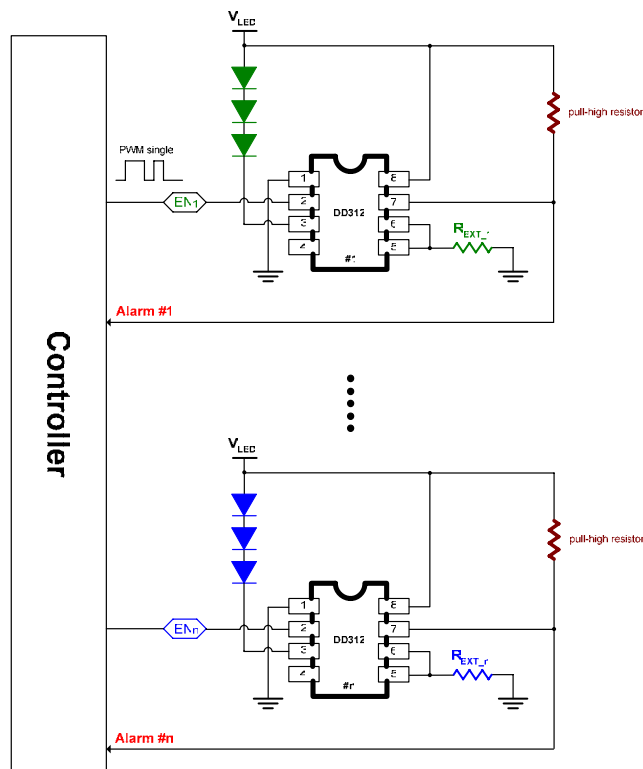 VLED
pull-high resistor
PWM single
EN1
1
2
3
4
DD312
#1
8
7
6
5
REXT_1
Alarm #1
Controller
VLED
pull-high resistor
ENn
1
2
3
4
DD312
8
7
6
5
Alarm #n